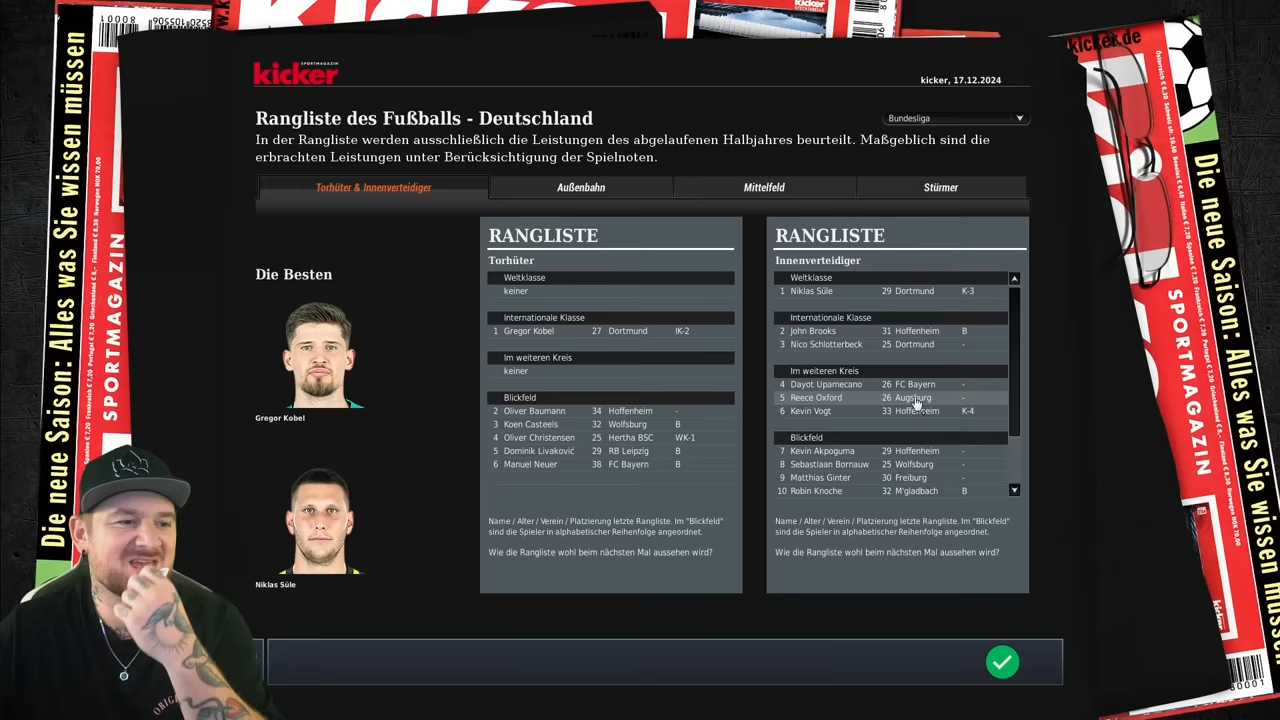 kicker
SPORTMAGAZIN
kicker
kicker, 17.12.2024
Rangliste des Fußballs • Deutschland
Bundesliga
In der Rangliste werden ausschließlich die Leistungen des abgelaufenen Halbjahres beurteilt. Maßgeblich sind die
erbrachten Leistungen unter Berücksichtigung der Spielnoten.
Torhüter & Innenverteidiger
Außenbahn
Mittelfeld
Stürmer
Die Besten
Gregor Kobel
Niklas Süle
RANGLISTE
Torhüter
Weltklasse
keiner
Internationale Klasse
1 Gregor Kobel 27 Dortmund IK-2
Im weiteren Kreis
keiner
Blickfeld
2 Oliver Baumann 34 Hoffenheim -
3 Koen Casteels 32 Wolfsburg B
4 Oliver Christensen 25 Hertha BSC WK-1
5 Dominik Livaković 29 RB Leipzig B
6 Manuel Neuer 38 FC Bayern B
Name / Alter / Verein / Platzierung letzte Rangliste. Im "Blickfeld"
sind die Spieler in alphabetischer Reihenfolge angeordnet.
Wie die Rangliste wohl beim nächsten Mal aussehen wird?
RANGLISTE
Innenverteidiger
Weltklasse
1 Niklas Süle 29 Dortmund K-3
Internationale Klasse
2 John Brooks 31 Hoffenheim B
3 Nico Schlotterbeck 25 Dortmund -
Im weiteren Kreis
4 Dayot Upamecano 26 FC Bayern -
5 Reece Oxford 26 Augsburg -
6 Kevin Vogt 33 Hoffenheim K-4
Blickfeld
7 Kevin Akpoguma 29 Hoffenheim -
8 Sebastiaan Bornauw 25 Wolfsburg -
9 Matthias Ginter 30 Freiburg -
10 Robin Knoche 32 M'gladbach B
Name / Alter / Verein / Platzierung letzte Rangliste. Im "Blickfeld"
sind die Spieler in alphabetischer Reihenfolge angeordnet.
Wie die Rangliste wohl beim nächsten Mal aussehen wird?
Die neue Saison: Alles was Sie wissen müssen
SPORTMAGAZIN
kicker.de
Die neue Saison: Alles was Sie wissen
SPORTMAGAZIN
kicker